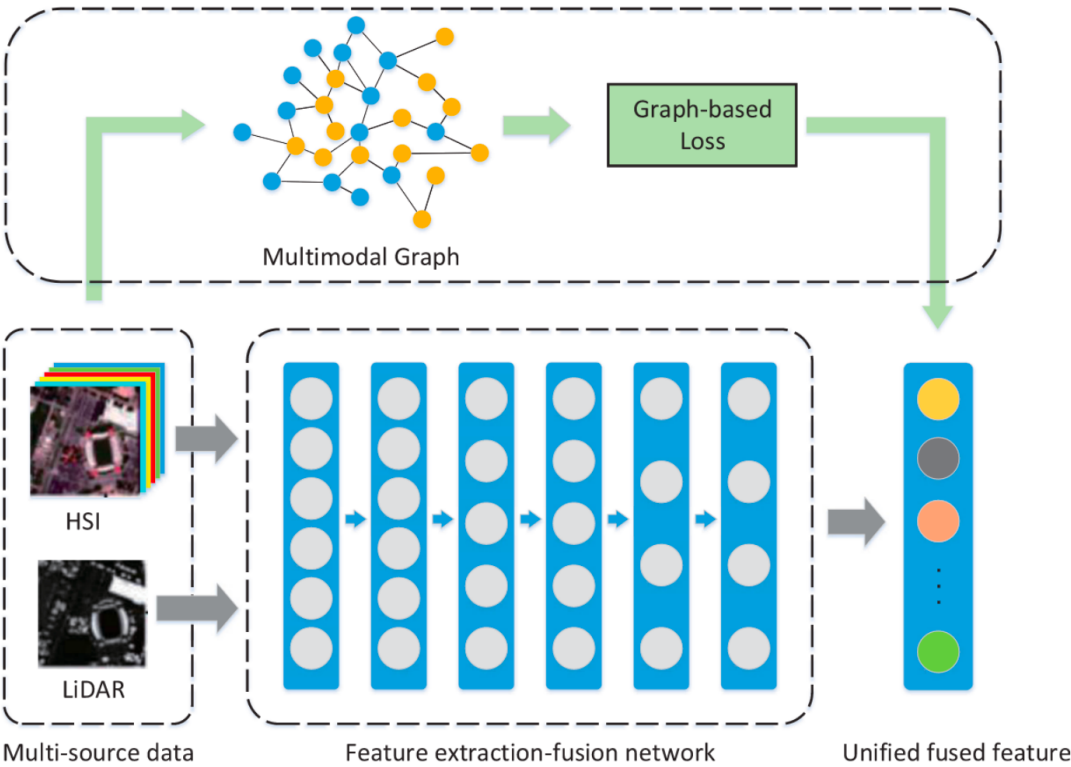 Graph-based
Loss
Multimodal Graph
HSI
LiDAR
Multi-source data
Feature extraction-fusion network
Unified fused feature